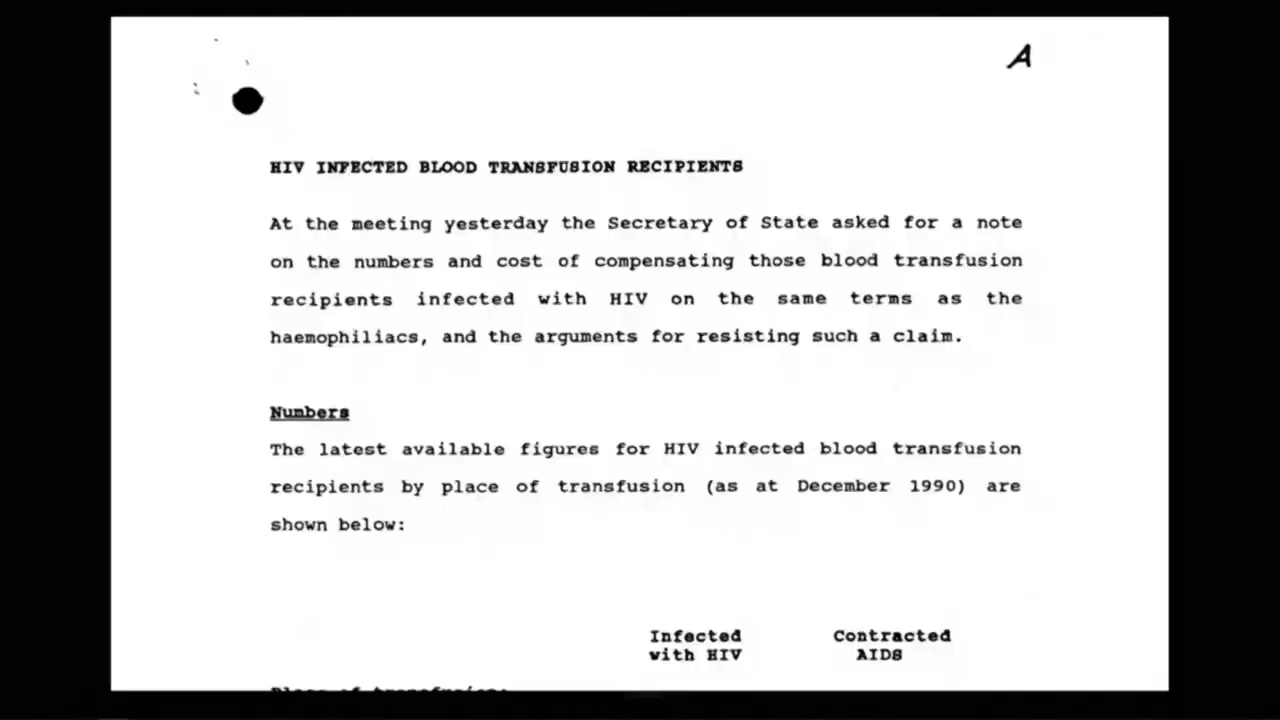 A
HIV INFECTED BLOOD TRANSFUSION RECIPIENTS
At the meeting yesterday the Secretary of State asked for a note
on the numbers and cost of compensating those blood transfusion
recipients infected with HIV on the same terms as the
haemophiliacs, and the arguments for resisting such a claim.
Numbers
The latest available figures for HIV infected blood transfusion
recipients by place of transfusion (as at December 1990) are
shown below:
Infected Contracted
with HIV AIDS
Place of transfusion: